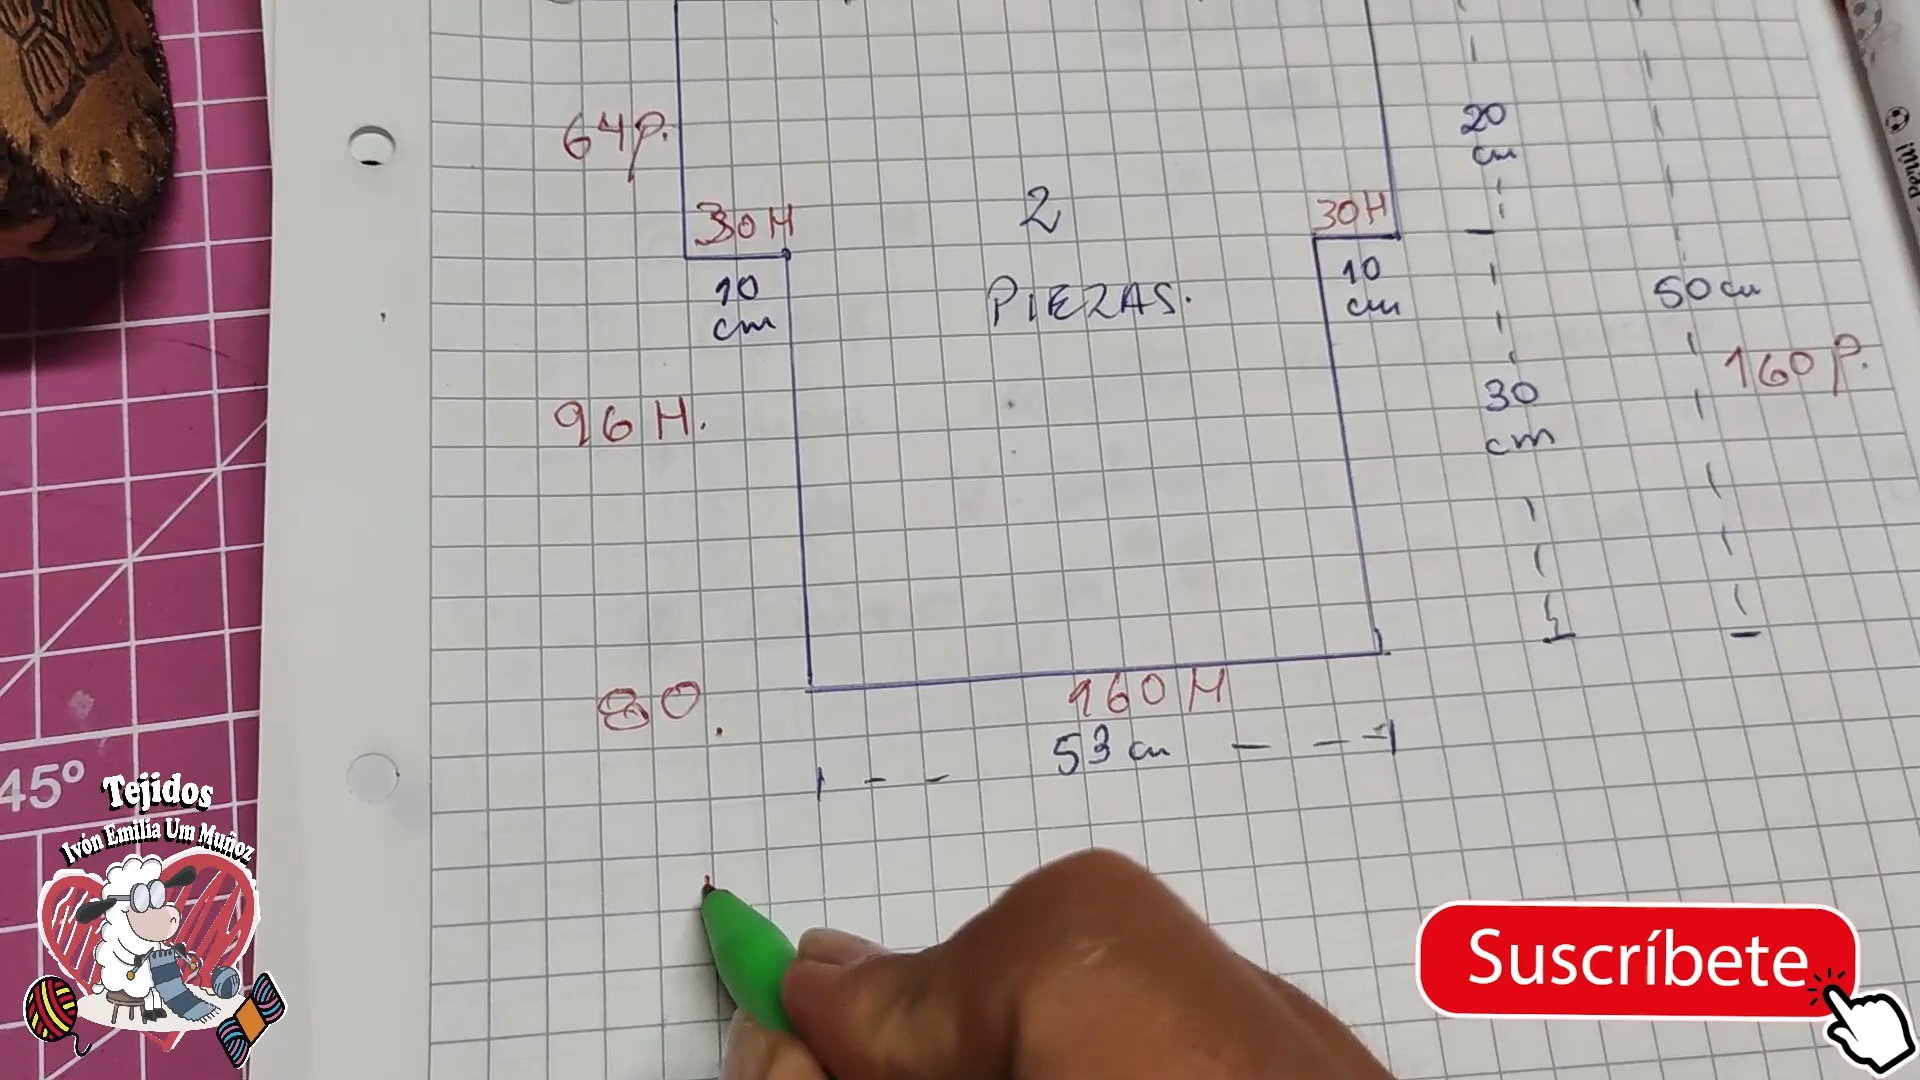 64p.
20
cm
30H
2
30H
10
cm
PIEZAS.
10
cm
50 cm
160 p.
96 H.
30
cm
80.
160 H
53 cm
45°
Tejidos
Ivón Emilia Um Muñoz
Suscríbete